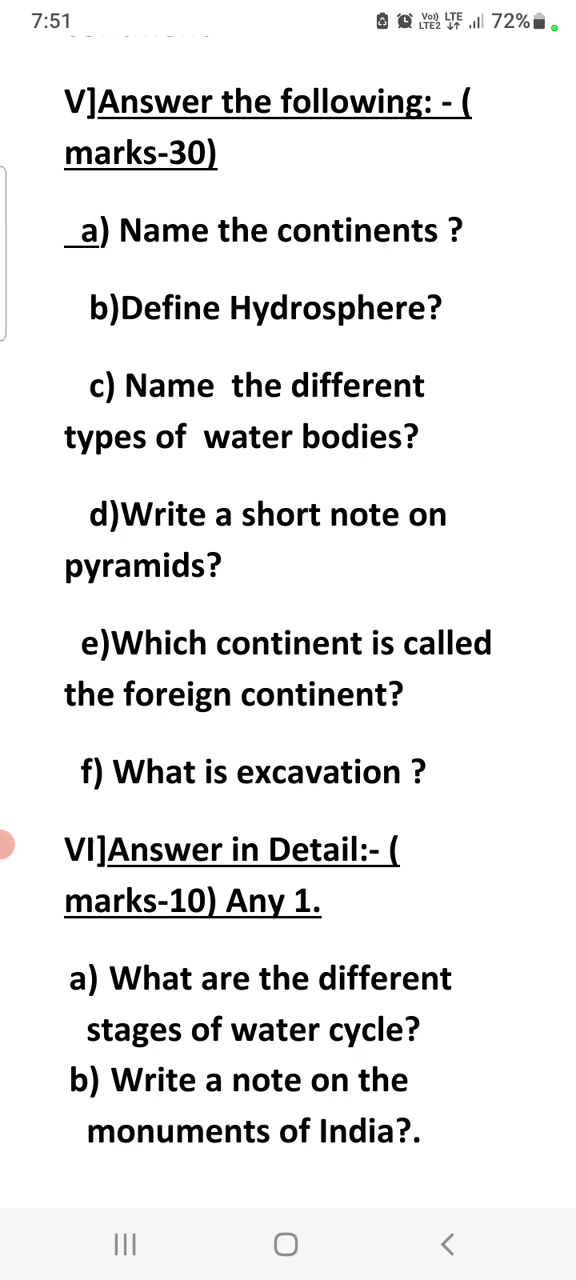 7:51
Vo)) LTE
LTE2
72%
V]Answer the following: - (
marks-30)
a) Name the continents ?
b)Define Hydrosphere?
c) Name the different
types of water bodies?
d)Write a short note on
pyramids?
e)Which continent is called
the foreign continent?
f) What is excavation ?
VI]Answer in Detail:- (
marks-10) Any 1.
a) What are the different
stages of water cycle?
b) Write a note on the
monuments of India?.